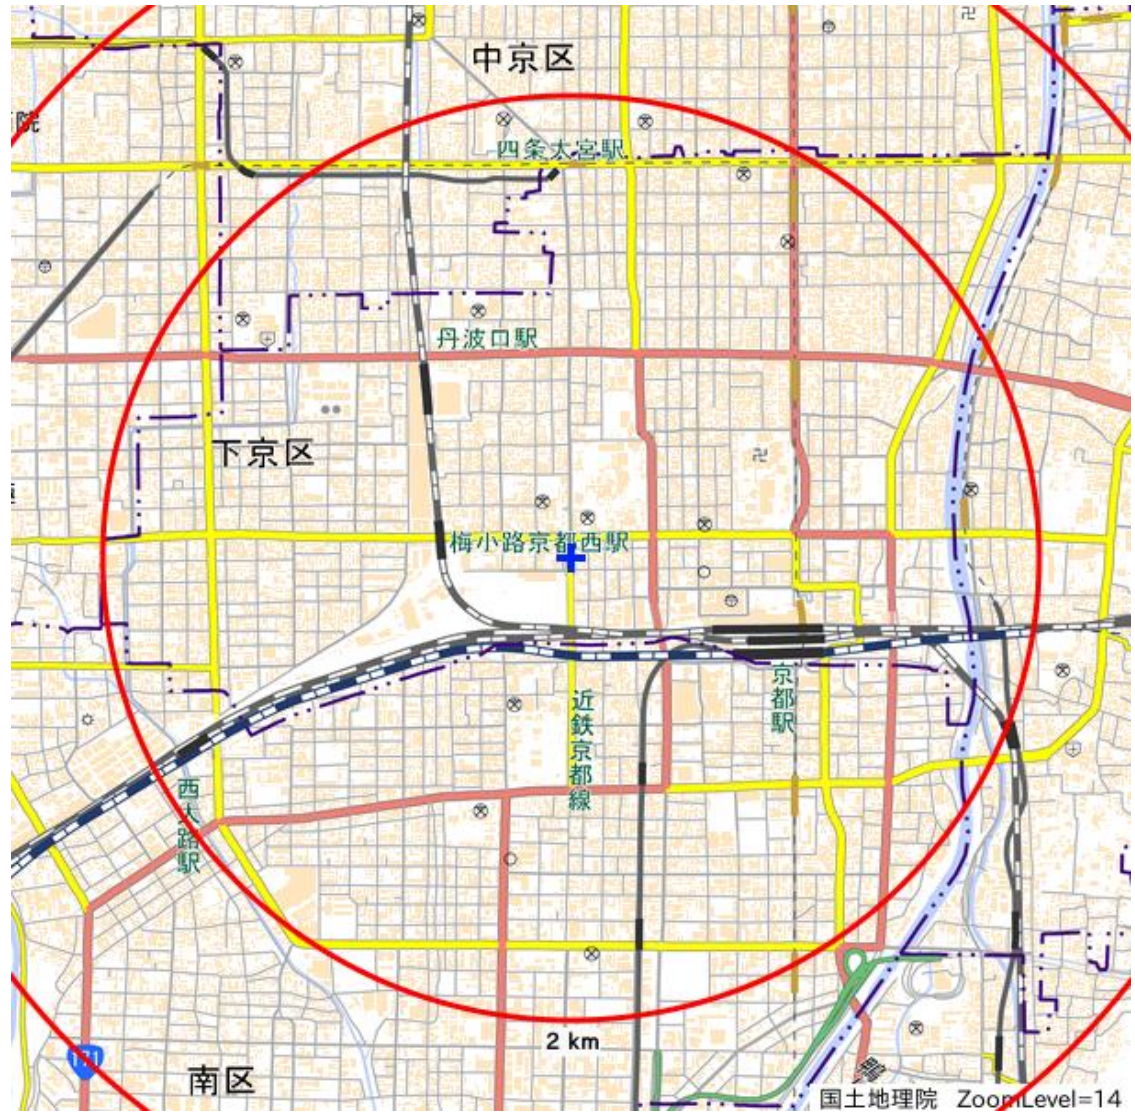 中京区
院
四条大宮駅
丹波口駅
下京区
梅小路京都西駅
京都駅
近鉄京都線
西大路駅
2 km
171
南区
国土地理院 ZoomLevel=14